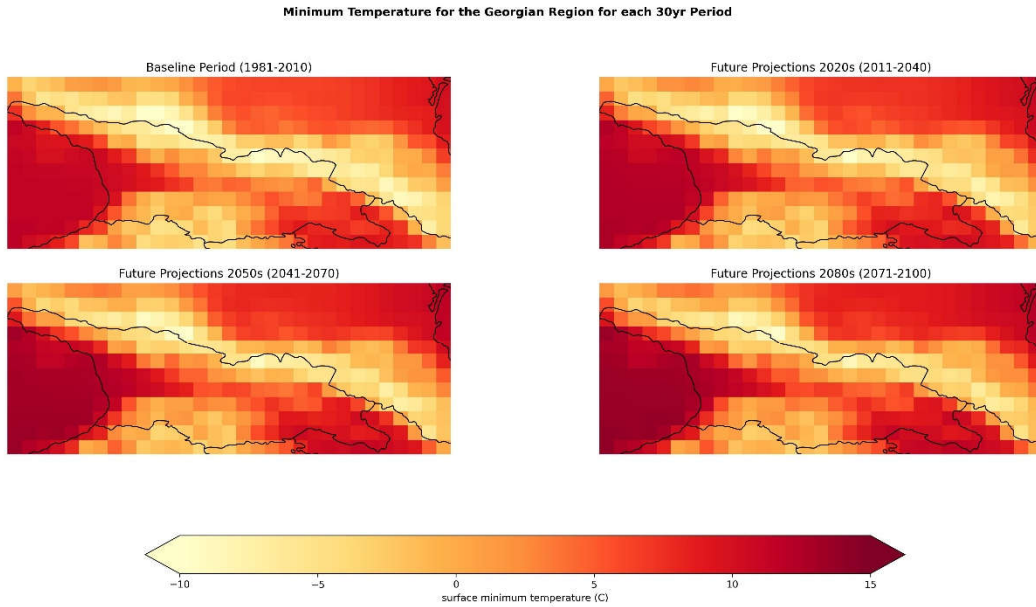 Minimum Temperature for the Georgian Region for each 30yr Period
Baseline Period (1981-2010)
Future Projections 2020s (2011-2040)
Future Projections 2050s (2041-2070)
Future Projections 2080s (2071-2100)
−10 −5 0 5 10 15
surface minimum temperature (C)